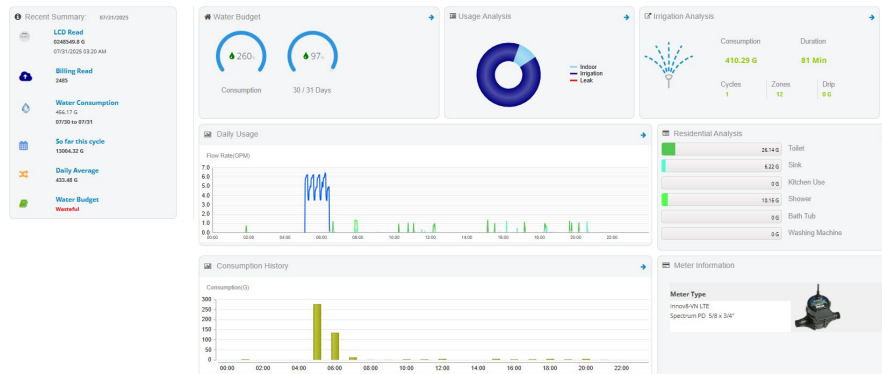 Recent Summary: 07/31/2025
LCD Read
0248549.8 G
07/31/2025 03:20 AM
Billing Read
2485
Water Consumption
456.17 G
07/30 to 07/31
So far this cycle
13004.32 G
Daily Average
433.48 G
Water Budget
Wasteful
Water Budget
260%
97%
Consumption
30 / 31 Days
Usage Analysis
Indoor
Irrigation
Leak
Irrigation Analysis
Consumption
Duration
410.29 G
81 Min
Cycles
Zones
Drip
1
12
0 G
Daily Usage
Flow Rate(GPM)
7.0
6.0
5.0
4.0
3.0
2.0
1.0
0.0
00:00 02:00 04:00 06:00 08:00 10:00 12:00 14:00 16:00 18:00 20:00 22:00
Residential Analysis
26.14 G Toilet
6.22 G Sink
0 G Kitchen Use
10.16 G Shower
0 G Bath Tub
0 G Washing Machine
Consumption History
Consumption(G)
300
250
200
150
100
50
0
00:00 02:00 04:00 06:00 08:00 10:00 12:00 14:00 16:00 18:00 20:00 22:00
Meter Information
Meter Type
Innov8-VN LTE
Spectrum PD 5/8 x 3/4"